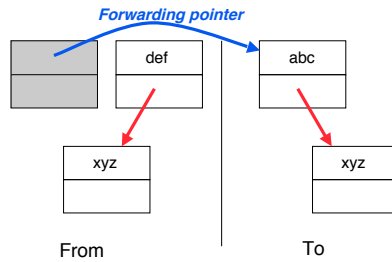 Forwarding pointer
def
abc
xyz
xyz
From
To